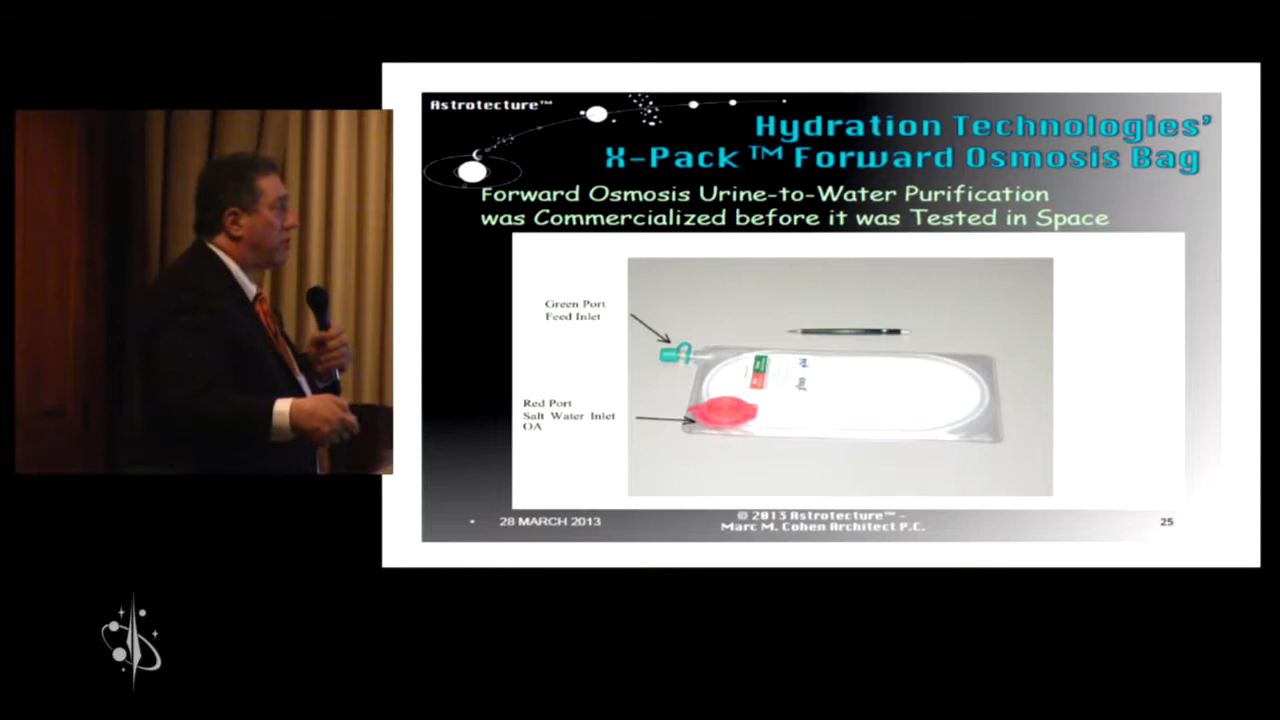 Astrotecture™
Hydration Technologies'
X-Pack™ Forward Osmosis Bag
Forward Osmosis Urine-to-Water Purification
was Commercialized before it was Tested in Space
Green Port
Feed Inlet
Red Port
Salt Water Inlet
OA
• 28 MARCH 2013
© 2013 Astrotecture™ -
Marc M. Cohen Architect P.C.
25